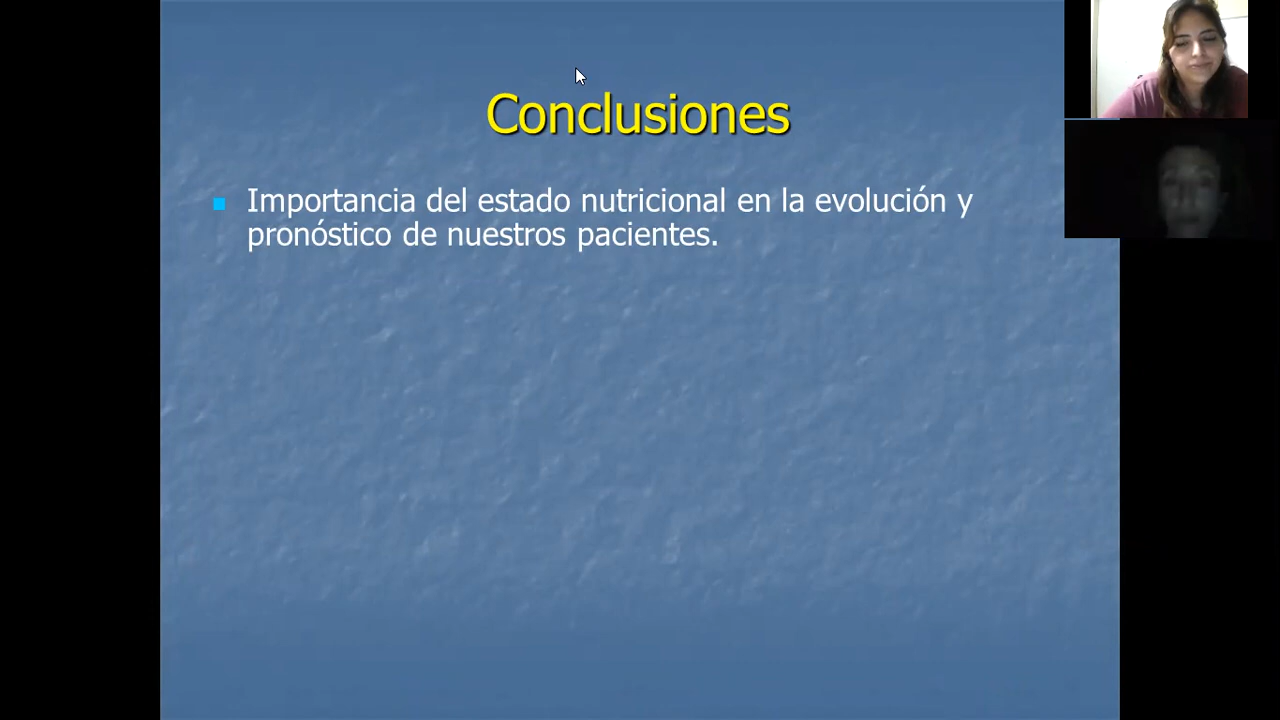 Conclusiones
Importancia del estado nutricional en la evolución y
pronóstico de nuestros pacientes.